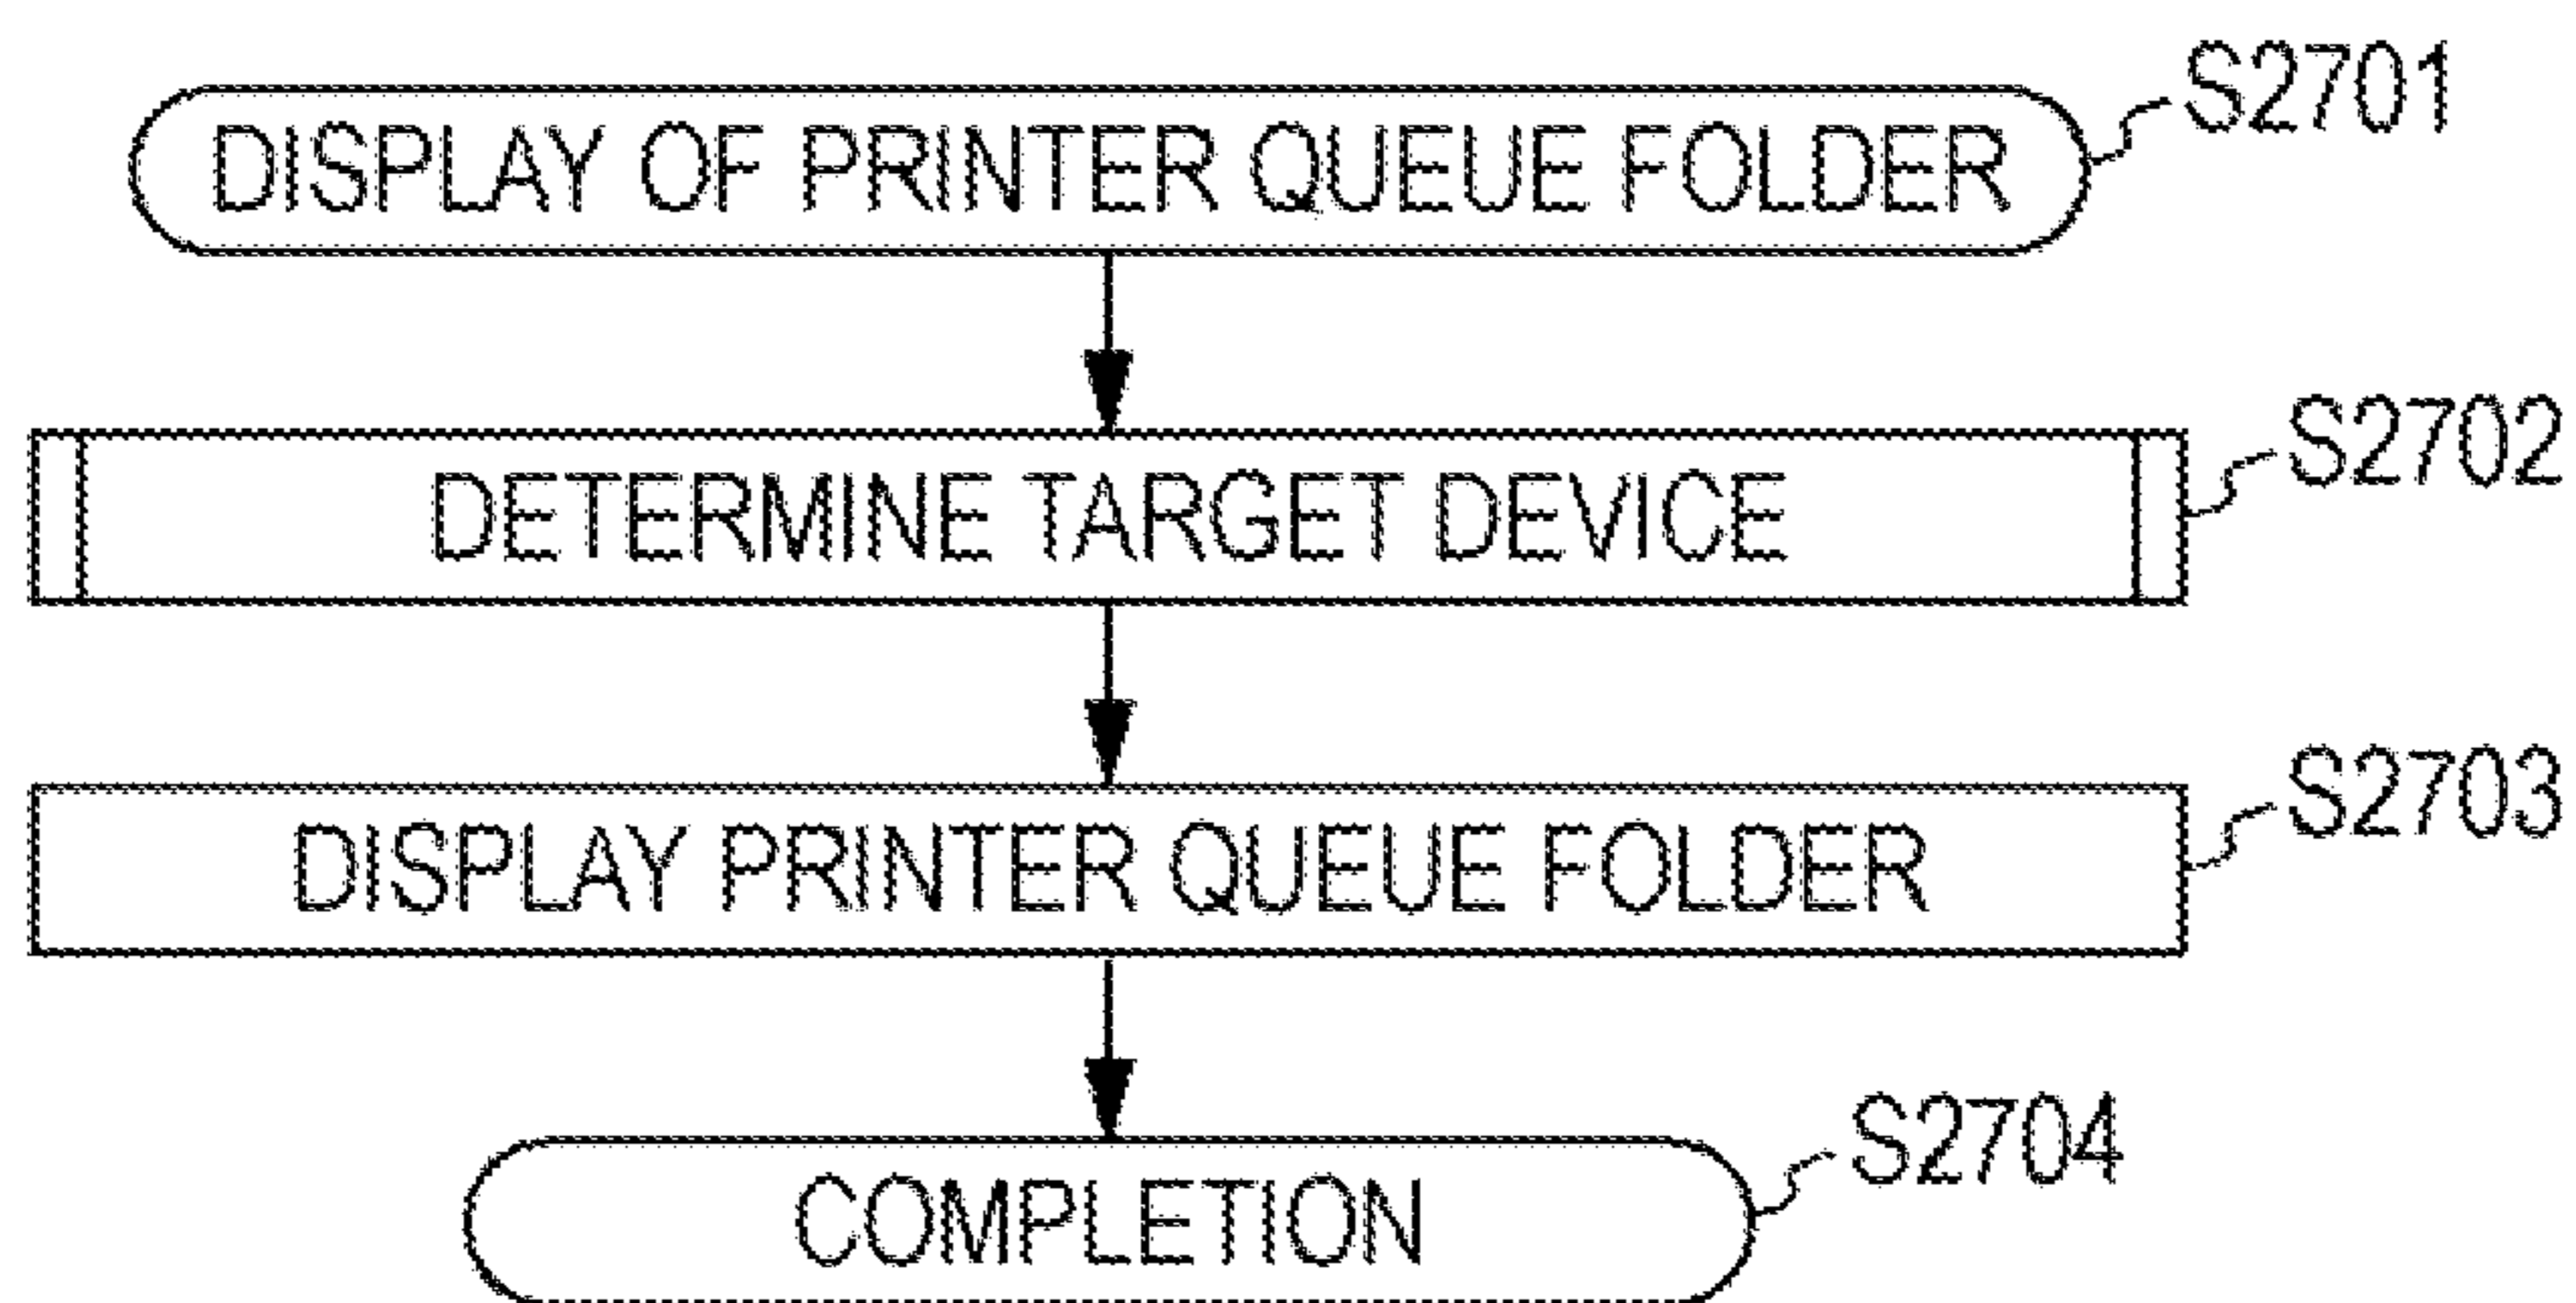 DISPLAY OF PRINTER QUEUE FOLDER S2701
DETERMINE TARGET DEVICE S2702
DISPLAY PRINTER QUEUE FOLDER S2703
COMPLETION S2704